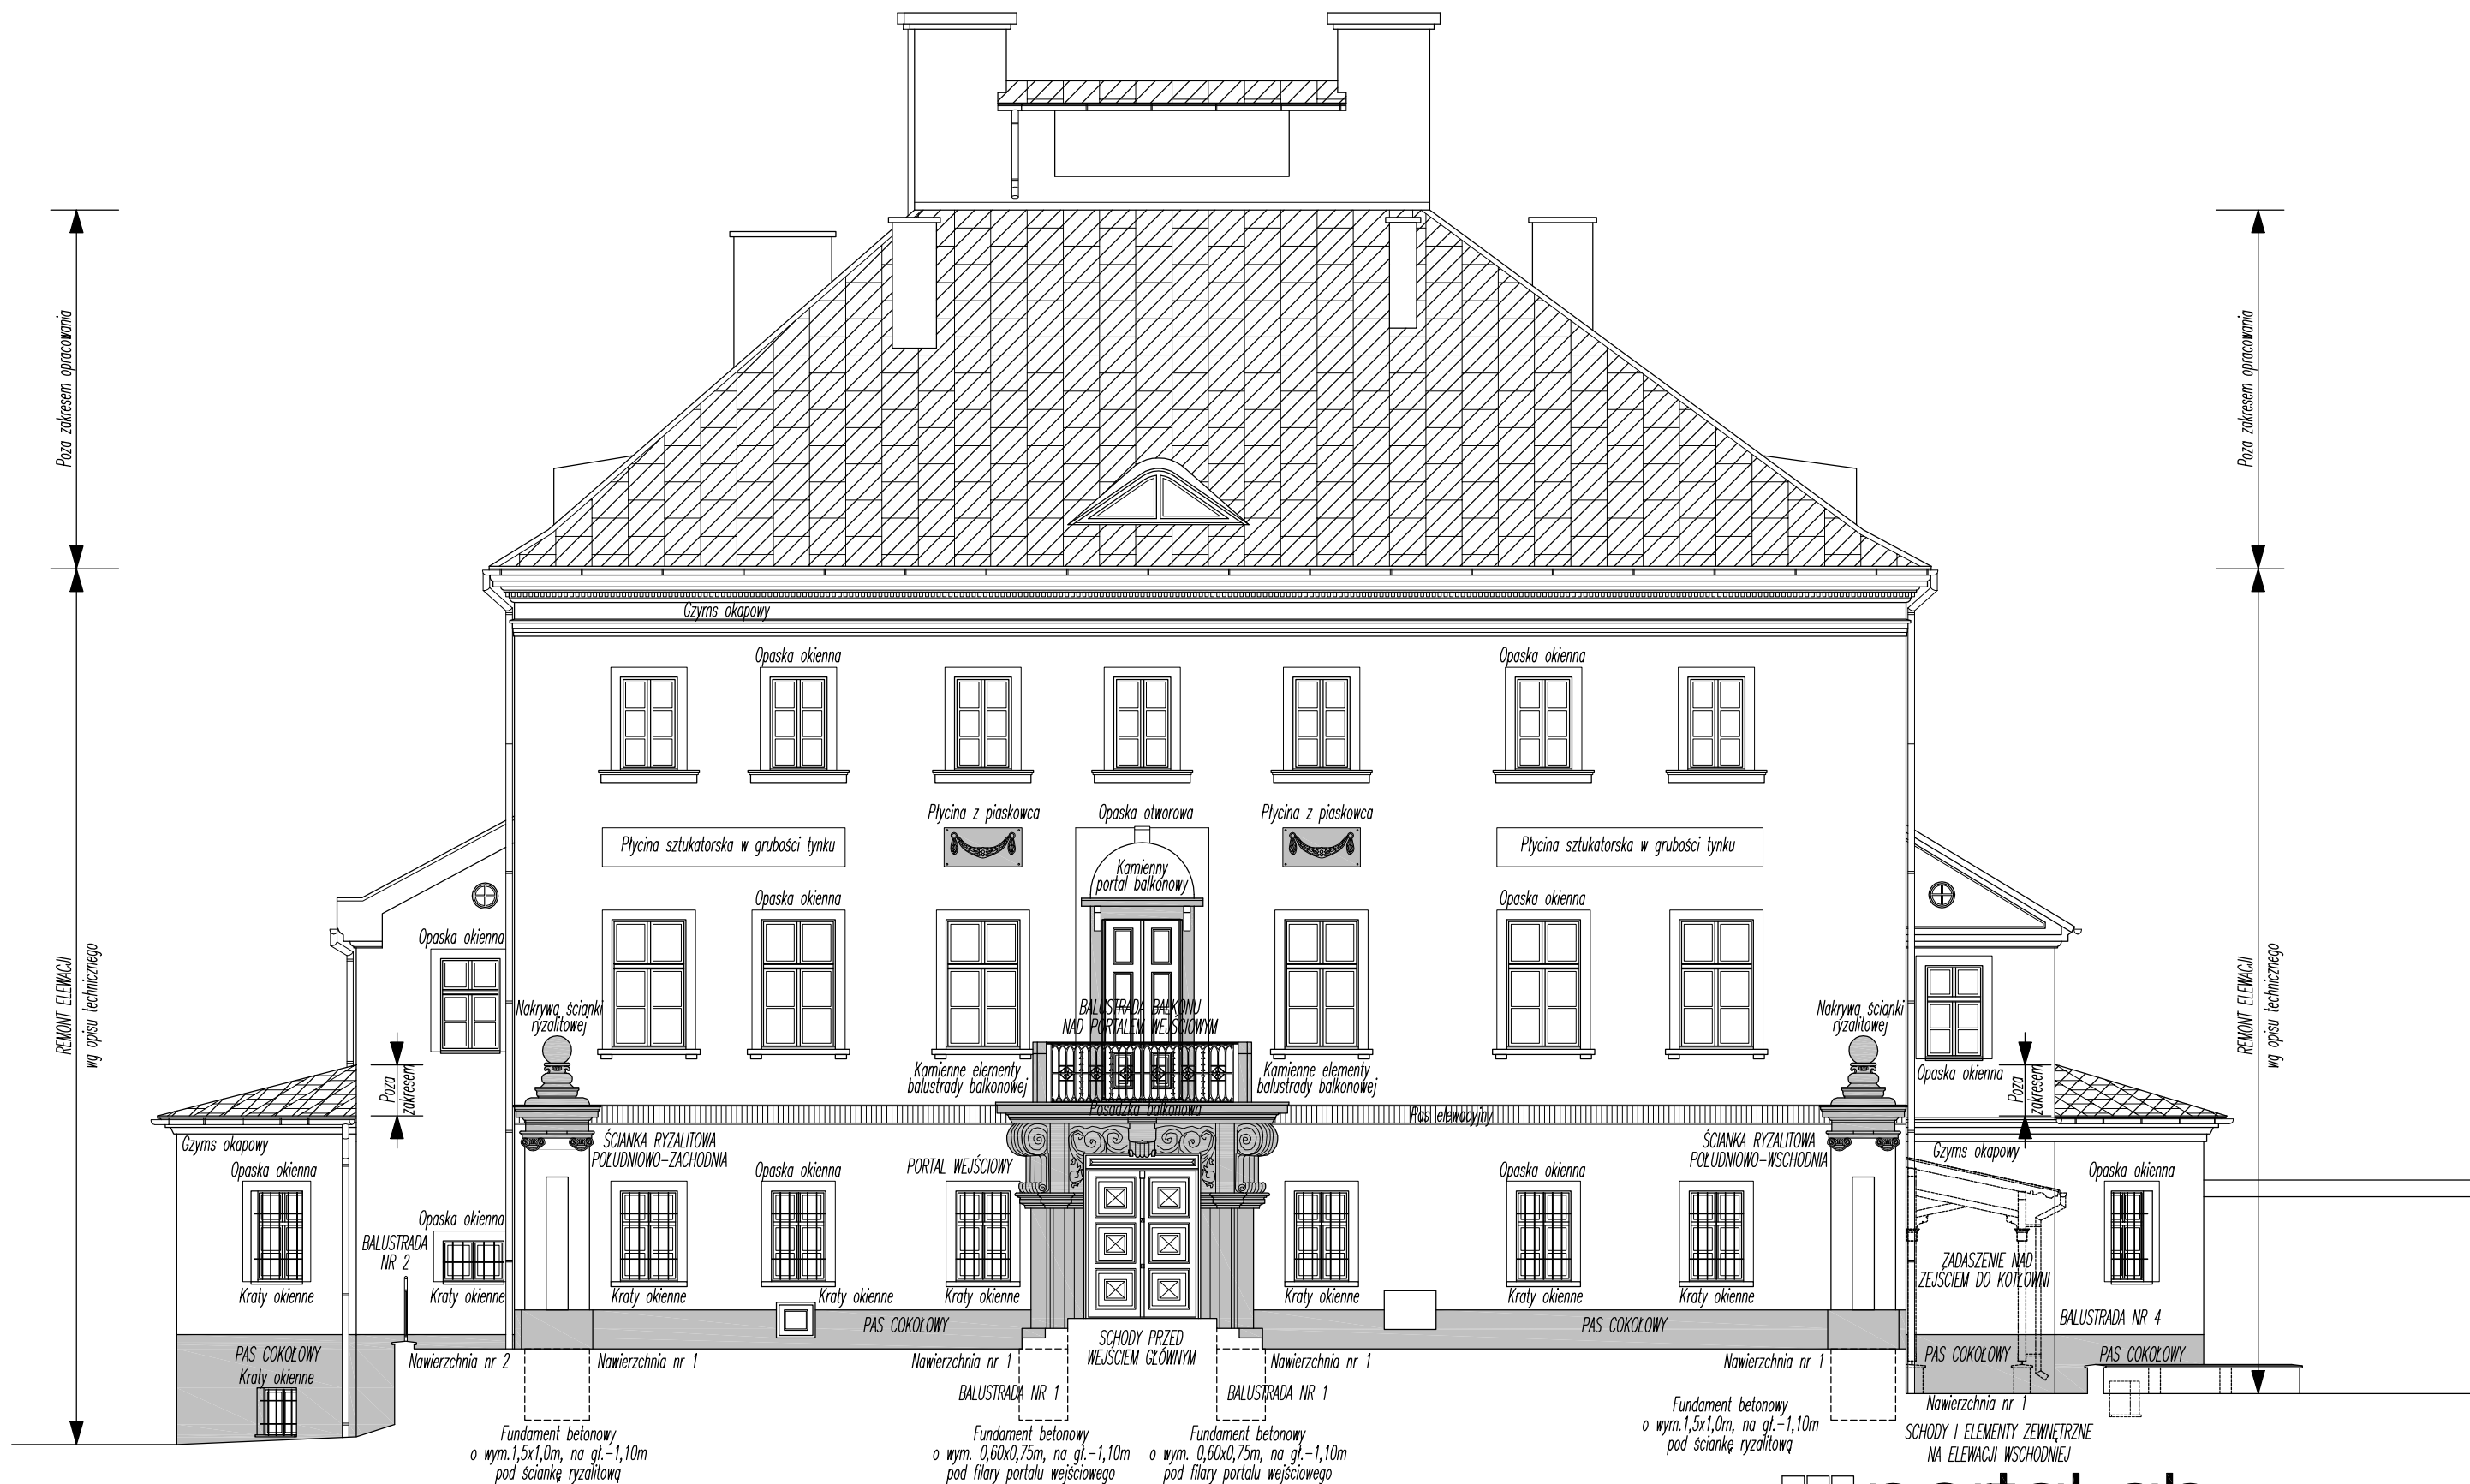 Poza zakresem opracowania
Poza zakresem opracowania
Gzyms okapowy
Opaska okienna
Opaska okienna
Płycina z piaskowca
Opaska otworowa
Płycina z piaskowca
Płycina sztukatorska w grubości tynku
Płycina sztukatorska w grubości tynku
Kamienny
portal balkonowy
Opaska okienna
Opaska okienna
Opaska okienna
REMONT ELEWACJI
wg opisu technicznego
REMONT ELEWACJI
wg opisu technicznego
Nakrywa ścianki
ryzalitowej
BALUSTRADA BALKONU
NAD PORTALEM WEJŚCIOWYM
Nakrywa ścianki
ryzalitowej
Poza
zakresem
Kamienne elementy
balustrady balkonowej
Kamienne elementy
balustrady balkonowej
Opaska okienna
Poza
zakresem
Posadzka balkonowa
Pas elewacyjny
Gzyms okapowy
ŚCIANKA RYZALITOWA
POŁUDNIOWO-ZACHODNIA
ŚCIANKA RYZALITOWA
POŁUDNIOWO-WSCHODNIA
Gzyms okapowy
Opaska okienna
Opaska okienna
PORTAL WEJŚCIOWY
Opaska okienna
Opaska okienna
Opaska okienna
BALUSTRADA
NR 2
ZADASZENIE NAD
ZEJŚCIEM DO KOTŁOWNI
Kraty okienne
Kraty okienne
Kraty okienne
Kraty okienne
Kraty okienne
Kraty okienne
Kraty okienne
Kraty okienne
PAS COKOŁOWY
PAS COKOŁOWY
BALUSTRADA NR 4
PAS COKOŁOWY
Kraty okienne
Nawierzchnia nr 2
Nawierzchnia nr 1
Nawierzchnia nr 1
SCHODY PRZED
WEJŚCIEM GŁÓWNYM
Nawierzchnia nr 1
Nawierzchnia nr 1
PAS COKOŁOWY
PAS COKOŁOWY
BALUSTRADA NR 1
BALUSTRADA NR 1
Nawierzchnia nr 1
Fundament betonowy
o wym.1,5x1,0m, na gł.-1,10m
pod ściankę ryzalitową
Fundament betonowy
o wym. 0,60x0,75m, na gł.-1,10m
pod filary portalu wejściowego
Fundament betonowy
o wym. 0,60x0,75m, na gł.-1,10m
pod filary portalu wejściowego
Fundament betonowy
o wym.1,5x1,0m, na gł.-1,10m
pod ściankę ryzalitową
SCHODY I ELEMENTY ZEWNĘTRZNE
NA ELEWACJI WSCHODNIEJ